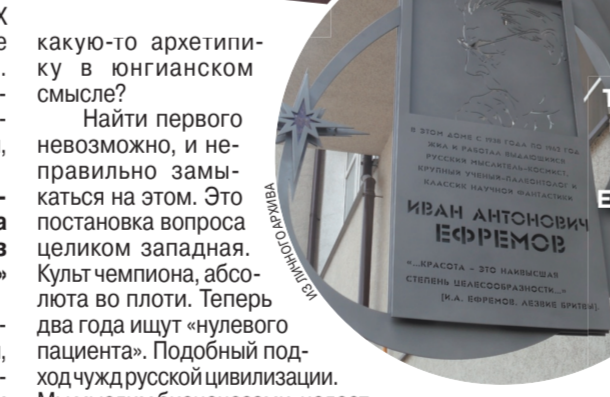 какую-то архетипи-
ку в юнгианском
смысле?
Найти первого
невозможно, и не-
правильно замы-
каться на этом. Это
постановка вопроса
целиком западная.
Культ чемпиона, абсо-
люта во плоти. Теперь
два года ищут «нулевого
пациента». Подобный под-
ход чужд русской цивилизации.
ИЗ ЛИЧНОГО АРХИВА
В ЭТОМ ДОМЕ С 1936 ГОДА ПО 1962 ГОД
ЖИЛ И РАБОТАЛ ВЫДАЮЩИЙСЯ
РУССКИЙ МЫСЛИТЕЛЬ-КОСМИСТ,
КРУПНЫЙ УЧЕНЫЙ-ПАЛЕОНТОЛОГ И
КЛАССИК НАУЧНОЙ ФАНТАСТИКИ
ИВАН АНТОНОВИЧ
ЕФРЕМОВ
«...КРАСОТА - ЭТО НАИВЫСШАЯ
СТЕПЕНЬ ЦЕЛЕСООБРАЗНОСТИ...»
(И.А. ЕФРЕМОВ. ЛЕЗВИЕ БРИТВЫ).